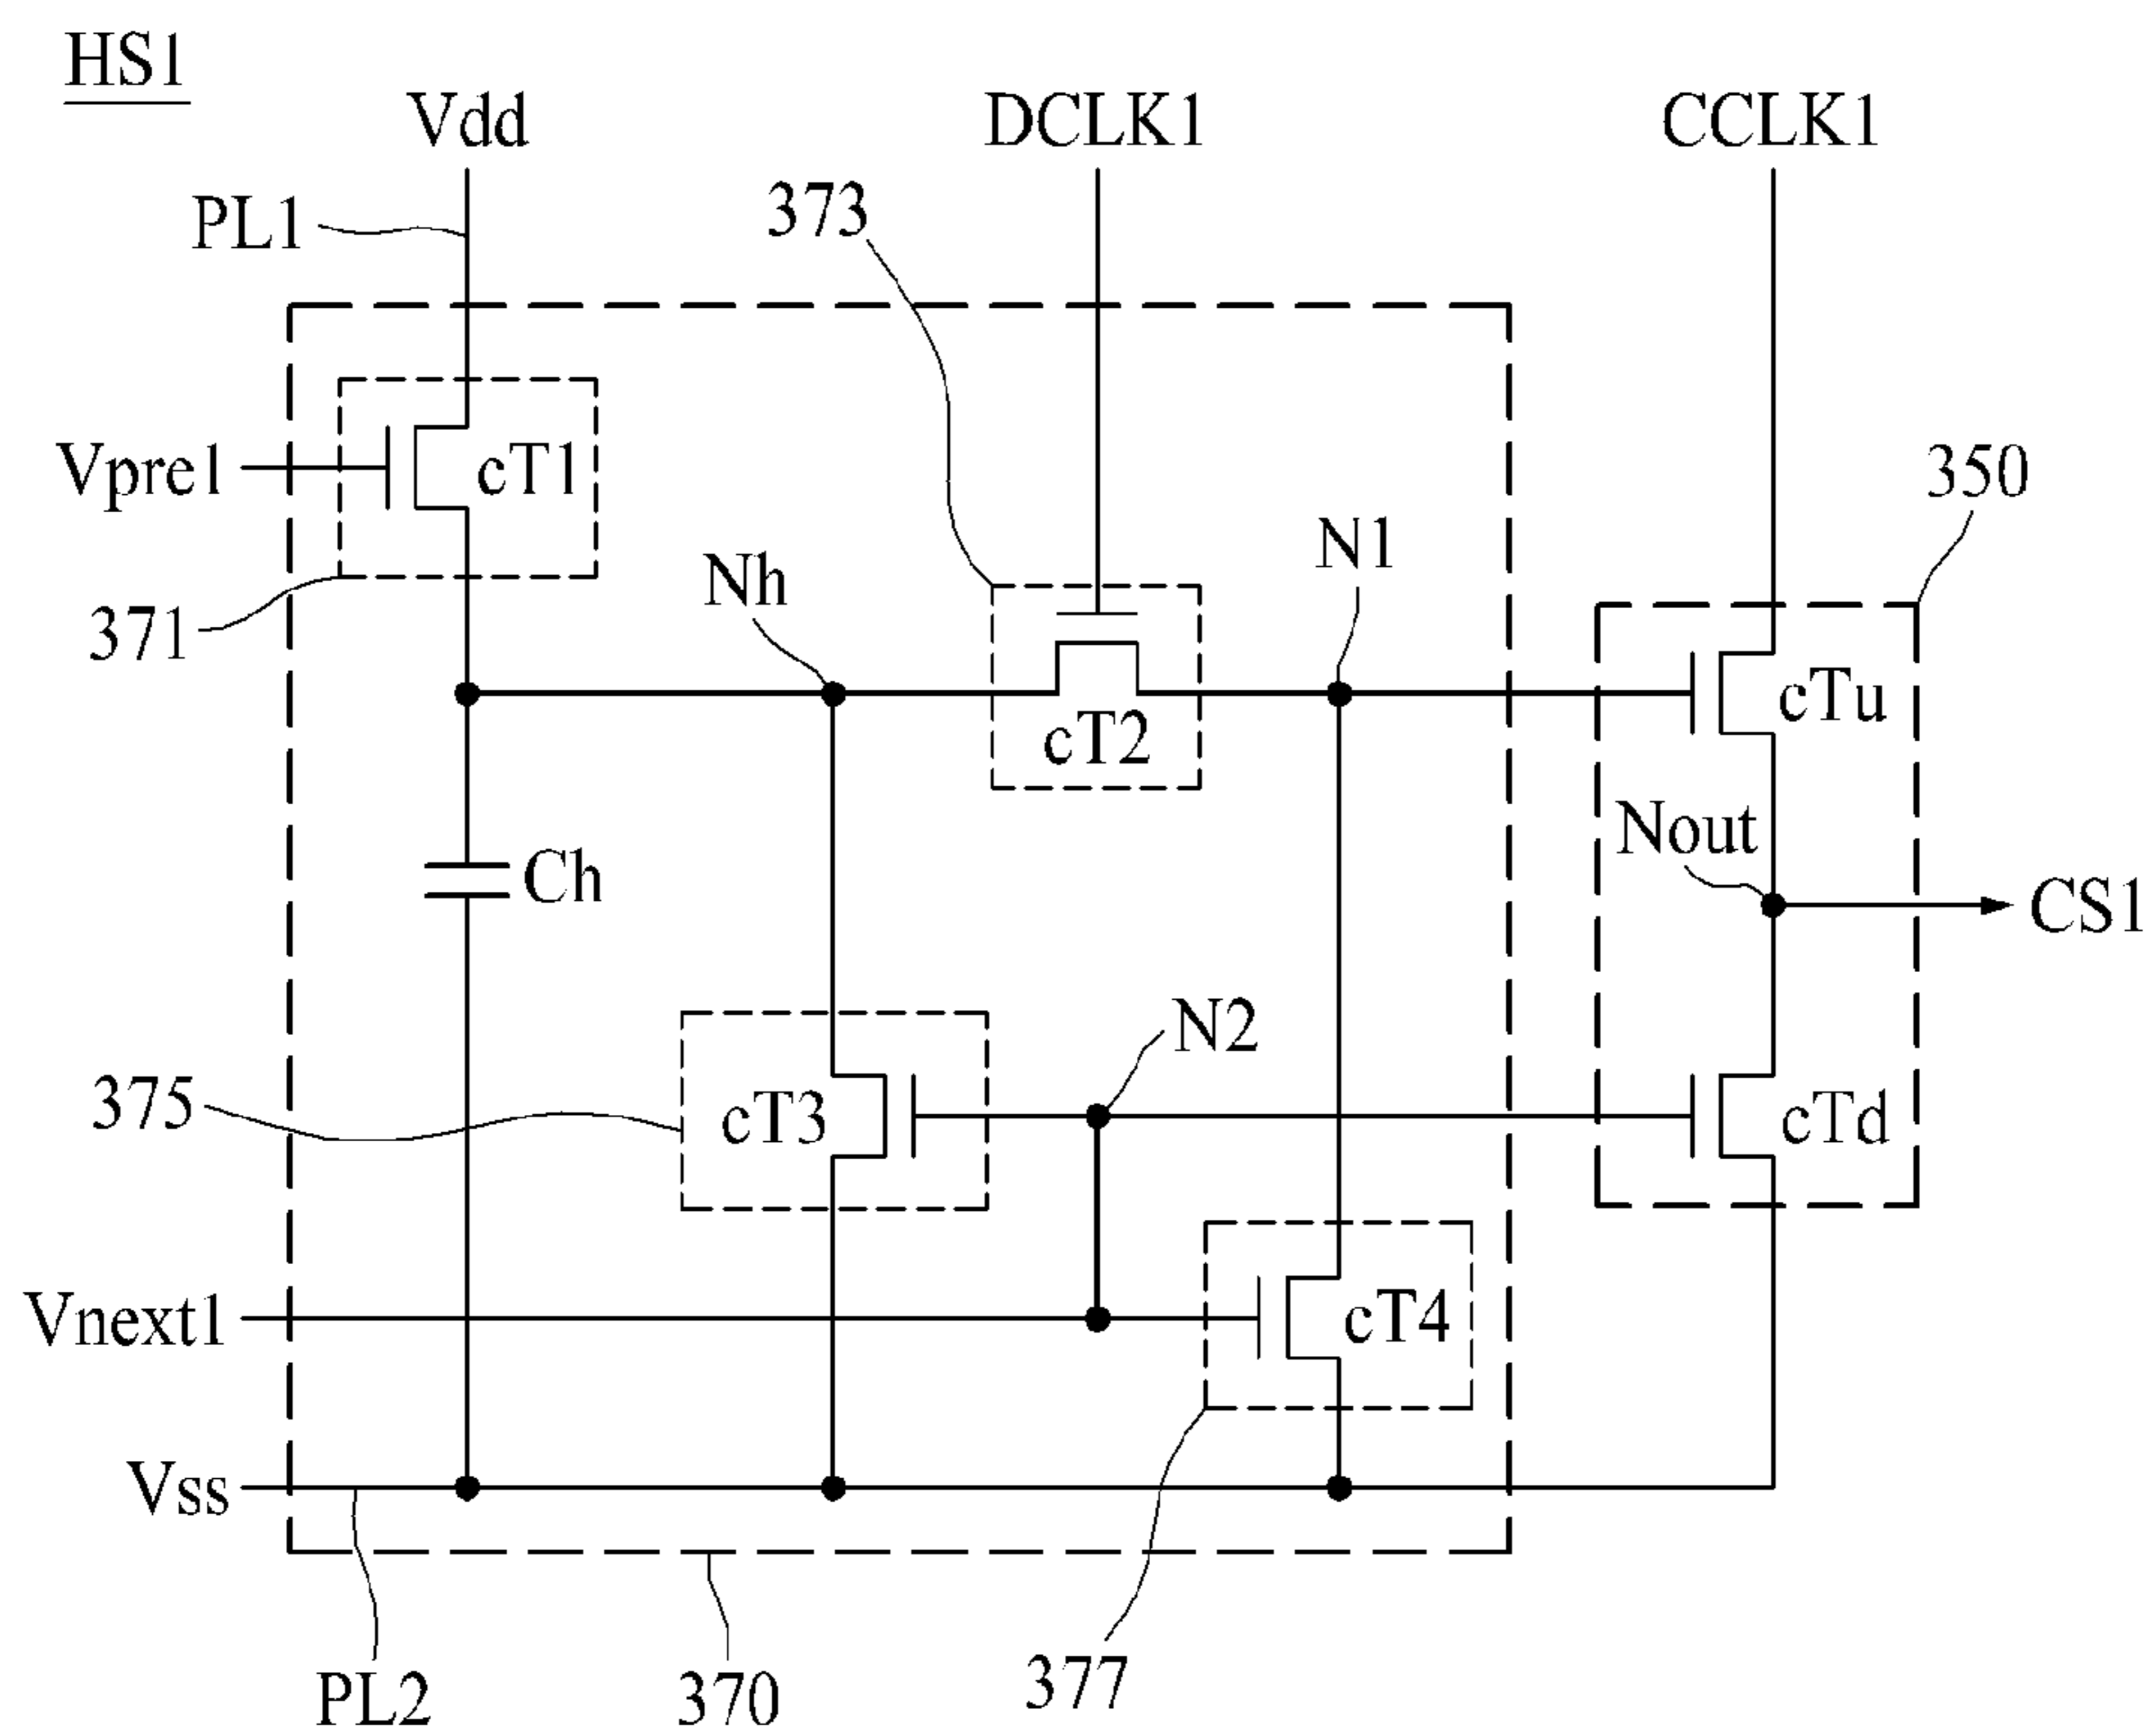 HS1
Vdd
DCLK1
CCLK1
PL1
373
Vpre1
cT1
350
N1
Nh
371
cTu
cT2
Nout
Ch
CS1
N2
375
cT3
cTd
Vnext1
cT4
Vss
377
PL2
370